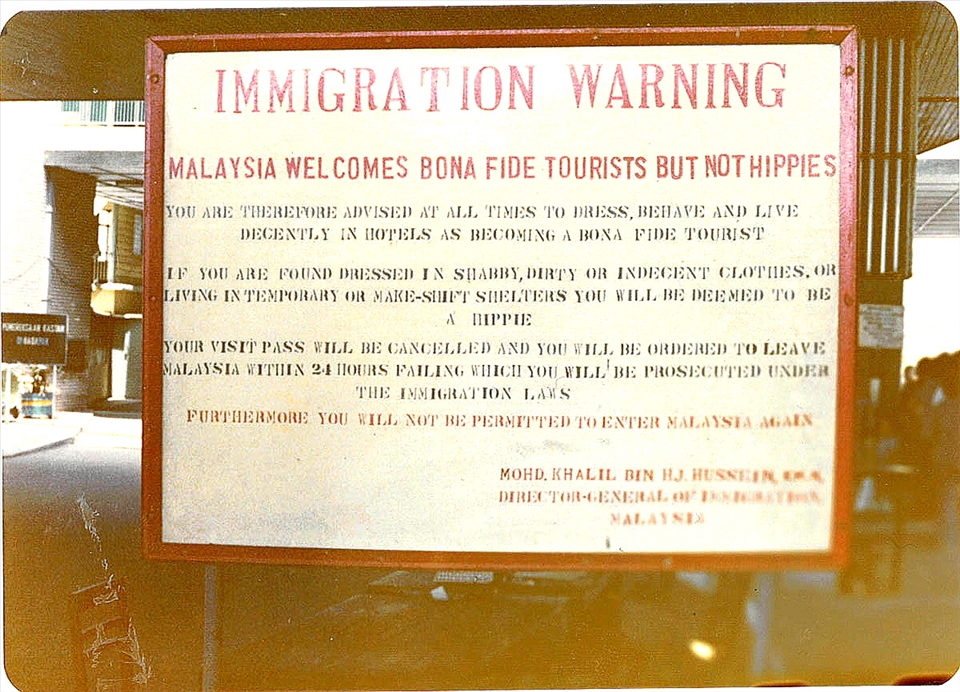 IMMIGRATION WARNING
MALAYSIA WELCOMES BONA FIDE TOURISTS BUT NOT HIPPIES
YOU ARE THEREFORE ADVISED AT ALL TIMES TO DRESS, BEHAVE AND LIVE
DECENTLY IN HOTELS AS BECOMING A BONA FIDE TOURIST
IF YOU ARE FOUND DRESSED IN SHABBY, DIRTY OR INDECENT CLOTHES, OR
LIVING IN TEMPORARY OR MAKE-SHIFT SHELTERS YOU WILL BE DEEMED TO BE
A HIPPIE
YOUR VISIT PASS WILL BE CANCELLED AND YOU WILL BE ORDERED TO LEAVE
MALAYSIA WITHIN 24 HOURS FAILING WHICH YOU WILL BE PROSECUTED UNDER
THE IMMIGRATION LAWS
FURTHERMORE YOU WILL NOT BE PERMITTED TO ENTER MALAYSIA AGAIN
MOHD. KHALIL BIN HJ. HUSSEIN,
DIRECTOR-GENERAL OF IMMIGRATION,
MALAYSIA
PEMEREKSAAN KASTAM